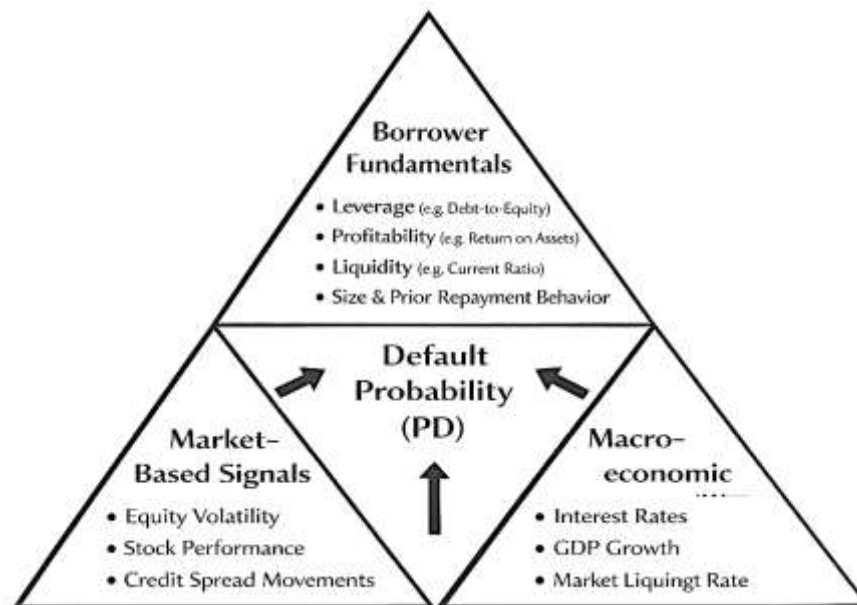 Borrower
Fundamentals
• Leverage (e.g. Debt-to-Equity)
• Profitability (e.g. Return on Assets)
• Liquidity (e.g. Current Ratio)
• Size & Prior Repayment Behavior
Default
Probability
(PD)
Market-
Based Signals
• Equity Volatility
• Stock Performance
• Credit Spread Movements
Macro-
economic
• Interest Rates
• GDP Growth
• Market Liquingt Rate